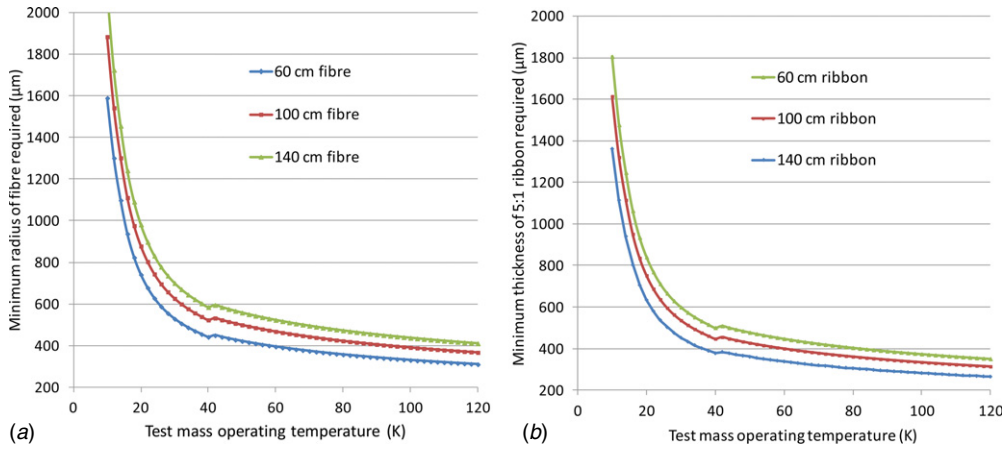 2000
1800
1600
1400
1200
1000
800
600
400
200
Minimum radius of fibre required (µm)
60 cm fibre
100 cm fibre
140 cm fibre
0 20 40 60 80 100 120
(a) Test mass operating temperature (K)
2000
1800
1600
1400
1200
1000
800
600
400
200
MInimum thickness of 5:1 ribbon required (µm)
60 cm ribbon
100 cm ribbon
140 cm ribbon
0 20 40 60 80 100 120
(b) Test mass operating temperature (K)